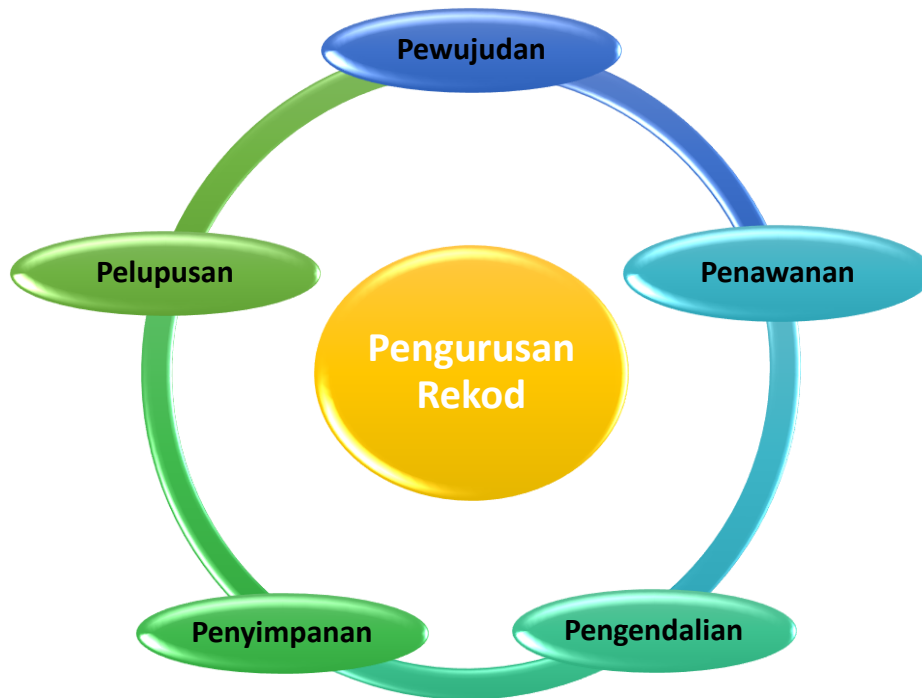 Pewujudan
Penawanan
Pengendalian
Penyimpanan
Pelupusan
Pengurusan
Rekod